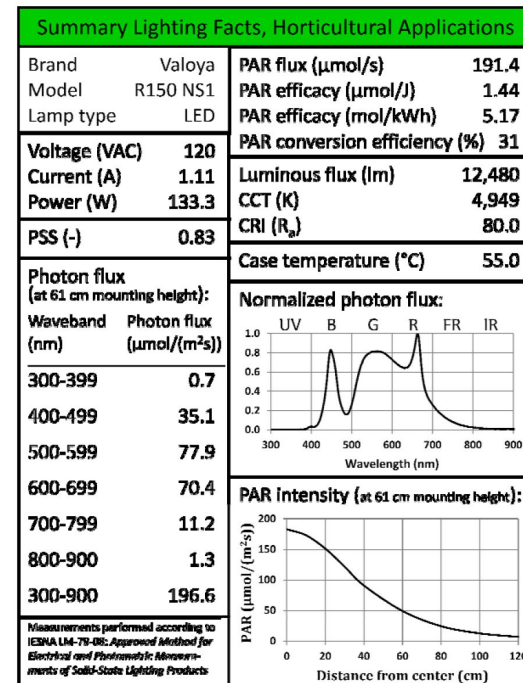 Summary Lighting Facts, Horticultural Applications
Brand Valoya
Model R150 NS1
Lamp type LED
Voltage (VAC) 120
Current (A) 1.11
Power (W) 133.3
PSS (-) 0.83
Photon flux
(at 61 cm mounting height):
Waveband Photon flux
(nm) (μmol/(m²s))
300-399 0.7
400-499 35.1
500-599 77.9
600-699 70.4
700-799 11.2
800-900 1.3
300-900 196.6
Measurements performed according to
IESNA LM-79-08: Approved Method for
Electrical and Photometric Measure-
ments of Solid-State Lighting Products
PAR flux (μmol/s) 191.4
PAR efficacy (μmol/J) 1.44
PAR efficacy (mol/kWh) 5.17
PAR conversion efficiency (%) 31
Luminous flux (lm) 12,480
CCT (K) 4,949
CRI (Rₐ) 80.0
Case temperature (°C) 55.0
Normalized photon flux:
UV B G R FR IR
1.0
0.8
0.6
0.4
0.2
0.0
300 400 500 600 700 800 900
Wavelength (nm)
PAR intensity (at 61 cm mounting height):
PAR (μmol/(m²s))
200
150
100
50
0
0 20 40 60 80 100 120
Distance from center (cm)